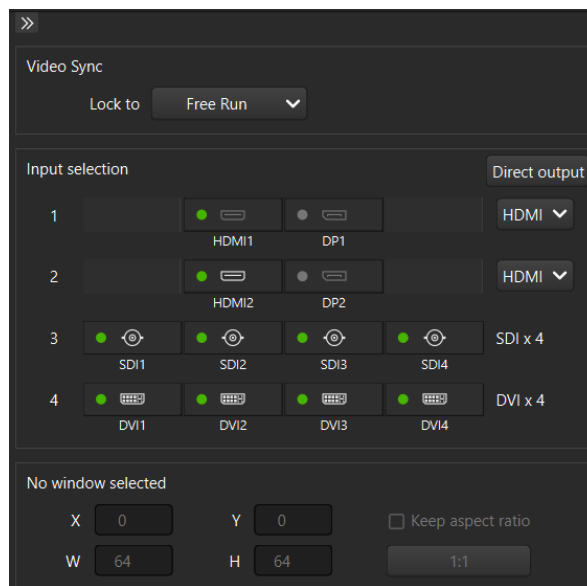 Video Sync
Lock to Free Run
Input selection Direct output
1 HDMI
HDMI1 DP1
2 HDMI
HDMI2 DP2
3 SDI x 4
SDI1 SDI2 SDI3 SDI4
4 DVI x 4
DVI1 DVI2 DVI3 DVI4
No window selected
X 0 Y 0 Keep aspect ratio
W 64 H 64 1:1